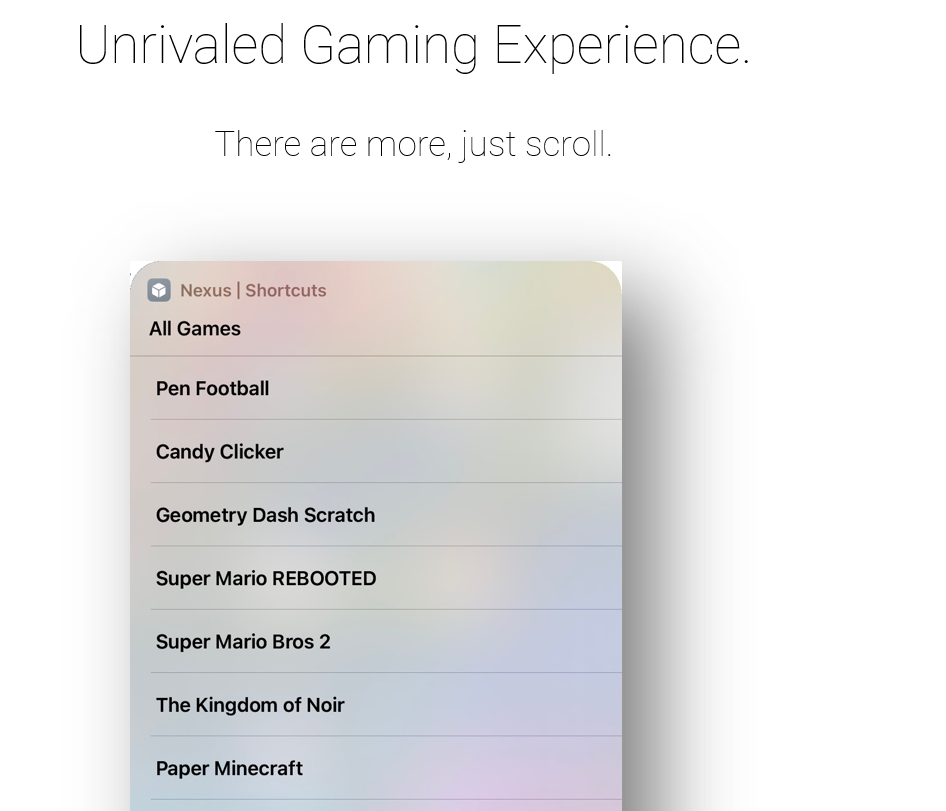 Unrivaled Gaming Experience.
There are more, just scroll.
Nexus | Shortcuts
All Games
Pen Football
Candy Clicker
Geometry Dash Scratch
Super Mario REBOOTED
Super Mario Bros 2
The Kingdom of Noir
Paper Minecraft